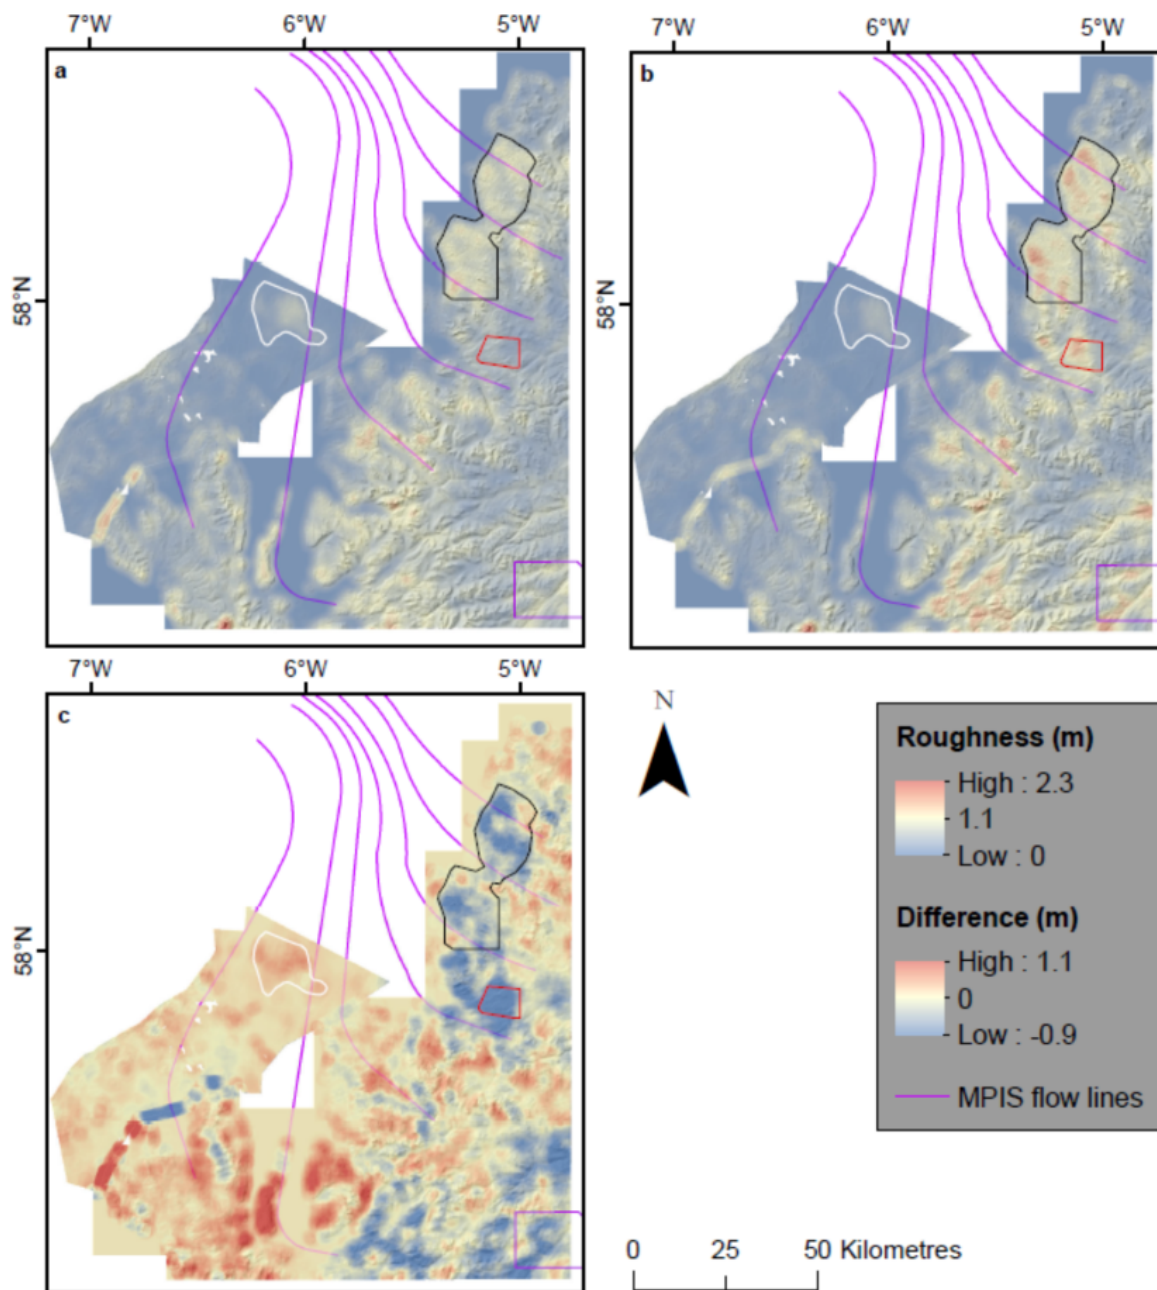 7°W 6°W 5°W
7°W 6°W 5°W
a
b
58°N
58°N
7°W 6°W 5°W
c
58°N
N
Roughness (m)
High : 2.3
1.1
Low : 0
Difference (m)
High : 1.1
0
Low : -0.9
MPIS flow lines
0 25 50 Kilometres